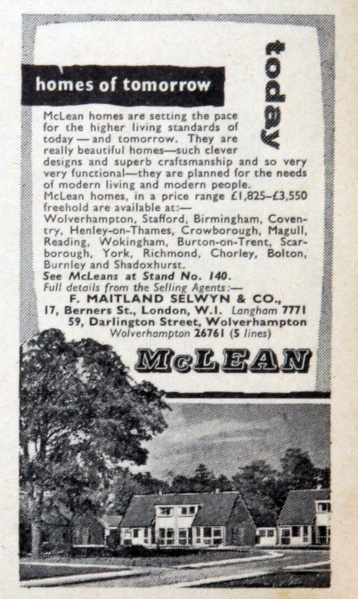 homes of tomorrow
today
McLean homes are setting the pace
for the higher living standards of
today — and tomorrow. They are
really beautiful homes—such clever
designs and superb craftsmanship and so very
very functional—they are planned for the needs
of modern living and modern people.
McLean homes, in a price range £1,825–£3,550
freehold are available at:—
Wolverhampton, Stafford, Birmingham, Coven-
try, Henley-on-Thames, Crowborough, Magull,
Reading, Wokingham, Burton-on-Trent, Scar-
borough, York, Richmond, Chorley, Bolton,
Burnley and Shadoxhurst.
See McLeans at Stand No. 140.
Full details from the Selling Agents:—
F. MAITLAND SELWYN & CO.,
17, Berners St., London, W.1. Langham 7771
59, Darlington Street, Wolverhampton
Wolverhampton 26761 (5 lines)
McLEAN